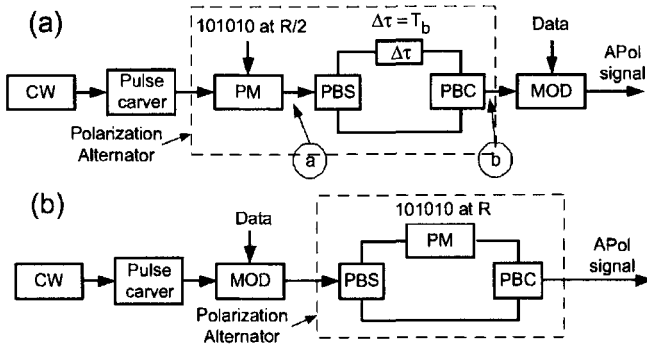 (a)
101010 at R/2
Δτ = T_b
Δτ
Data
APol
signal
CW
Pulse
carver
PM
PBS
PBC
MOD
Polarization
Alternator
a
b
(b)
Data
101010 at R
PM
APol
signal
CW
Pulse
carver
MOD
PBS
PBC
Polarization
Alternator